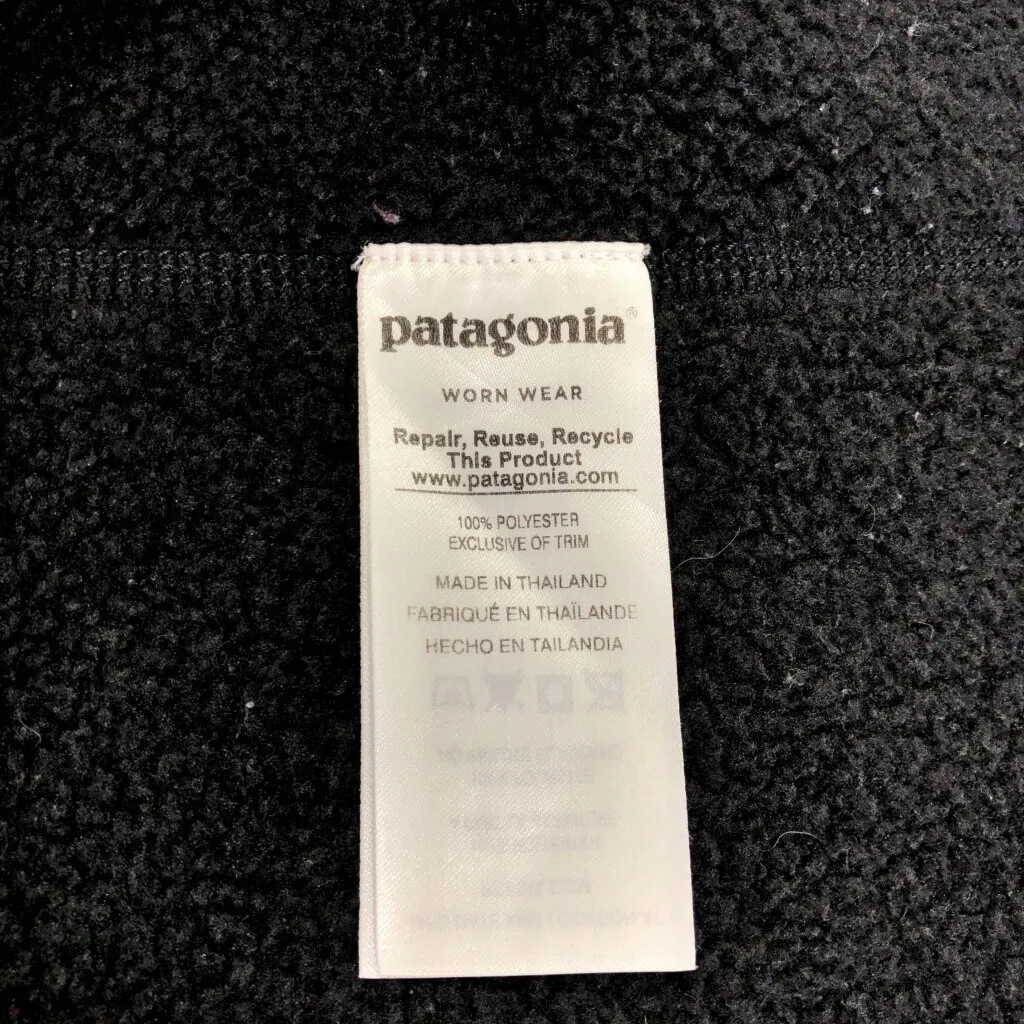 patagonia®
WORN WEAR
Repair, Reuse, Recycle
This Product
www.patagonia.com
100% POLYESTER
EXCLUSIVE OF TRIM
MADE IN THAILAND
FABRIQUÉ EN THAÏLANDE
HECHO EN TAILANDIA